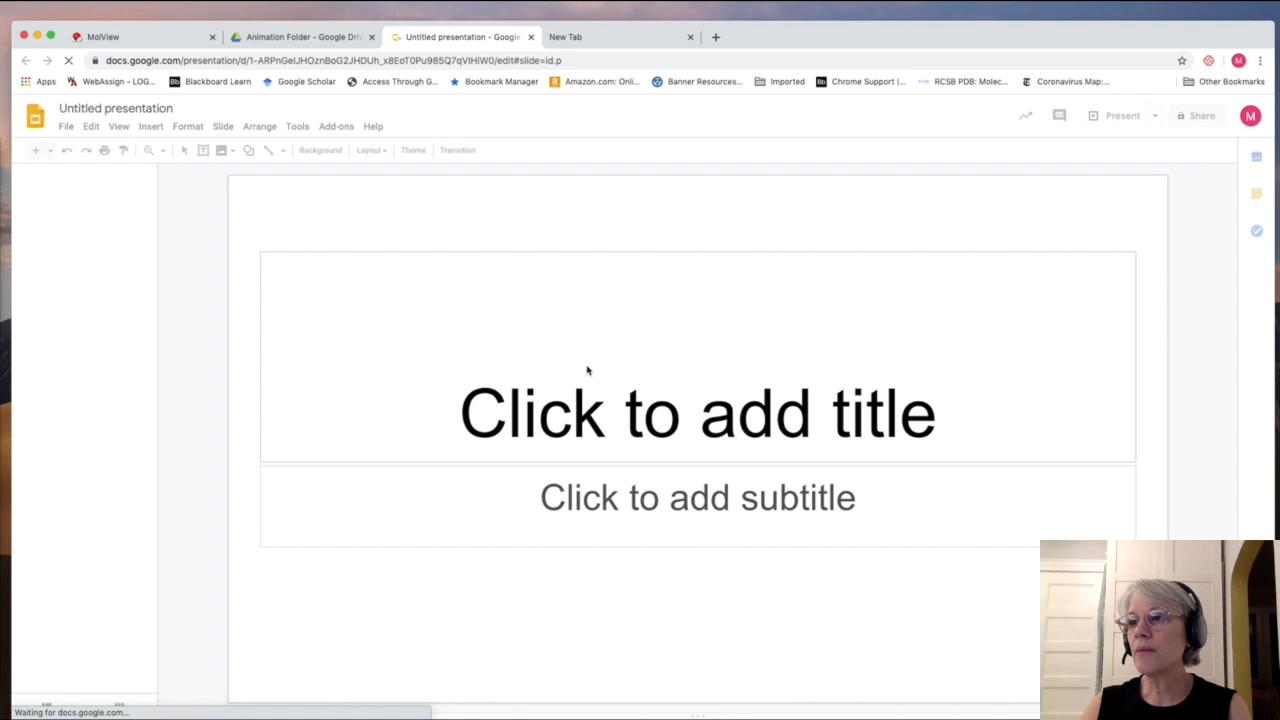 MolView
Animation Folder - Google Driv
Untitled presentation - Google
New Tab
docs.google.com/presentation/d/1-ARPnGelJHOznBoG2JHDUh_x8EoT0Pu985Q7qVIHiW0/edit#slide=id.p
M
Apps
WebAssign - LOG...
Blackboard Learn
Google Scholar
Access Through G...
Bookmark Manager
Amazon.com: Onli...
Banner Resources...
Imported
Chrome Support |...
RCSB PDB: Molec...
Coronavirus Map:...
Other Bookmarks
Untitled presentation
File Edit View Insert Format Slide Arrange Tools Add-ons Help
Present
Share
M
Background
Layout
Theme
Transition
Click to add title
Click to add subtitle
Waiting for docs.google.com...